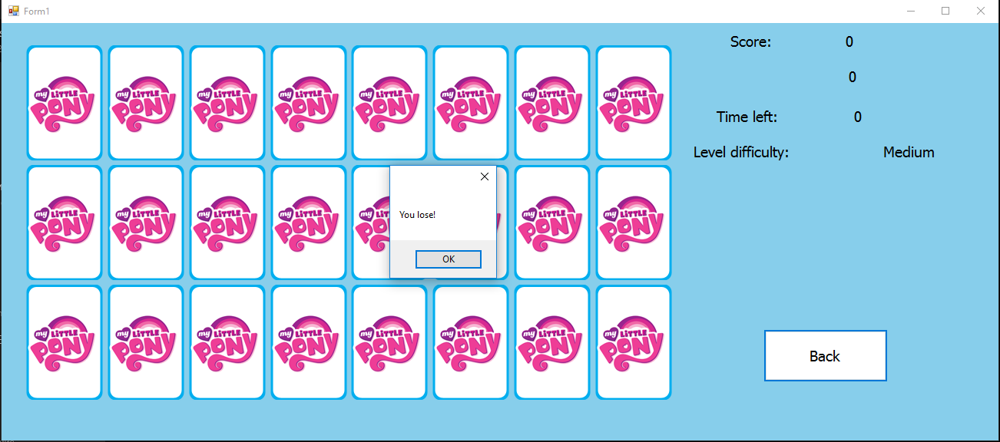 Form1
Score: 0
0
Time left: 0
Level difficulty: Medium
my LITTLE my LITTLE my LITTLE my LITTLE my LITTLE my LITTLE my LITTLE my LITTLE
PONY PONY PONY PONY PONY PONY PONY PONY
my LITTLE my LITTLE my LITTLE my LITTLE my my LITTLE my LITTLE
PONY PONY PONY PONY PONY PONY
You lose!
OK
my LITTLE my LITTLE my LITTLE my LITTLE my LITTLE my LITTLE my LITTLE my LITTLE
PONY PONY PONY PONY PONY PONY PONY PONY
Back